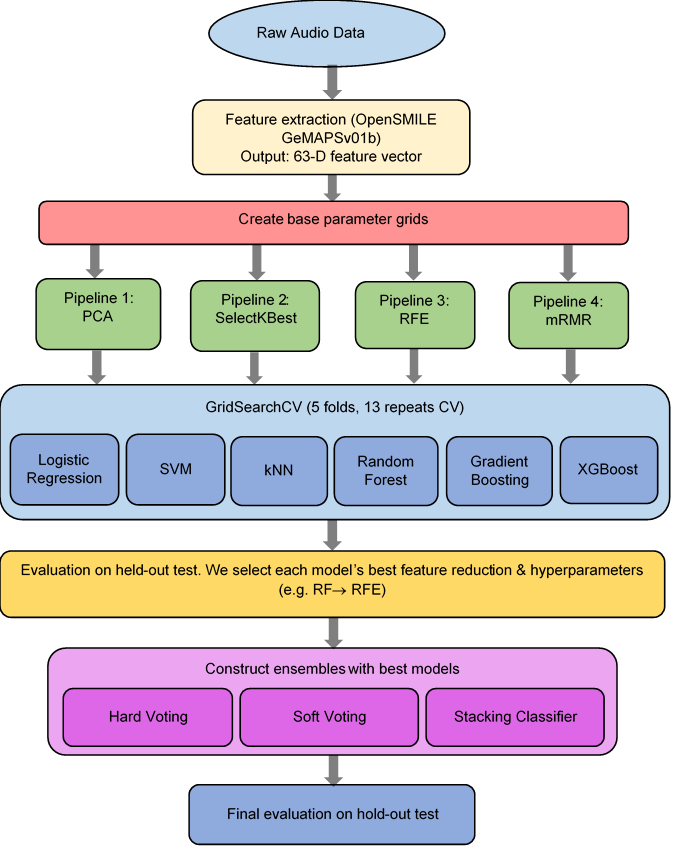 Raw Audio Data
Feature extraction (OpenSMILE
GeMAPSv01b)
Output: 63-D feature vector
Create base parameter grids
Pipeline 1:
PCA
Pipeline 2:
SelectKBest
Pipeline 3:
RFE
Pipeline 4:
mRMR
GridSearchCV (5 folds, 13 repeats CV)
Logistic
Regression
SVM
kNN
Random
Forest
Gradient
Boosting
XGBoost
Evaluation on held-out test. We select each model’s best feature reduction & hyperparameters
(e.g. RF→ RFE)
Construct ensembles with best models
Hard Voting
Soft Voting
Stacking Classifier
Final evaluation on hold-out test